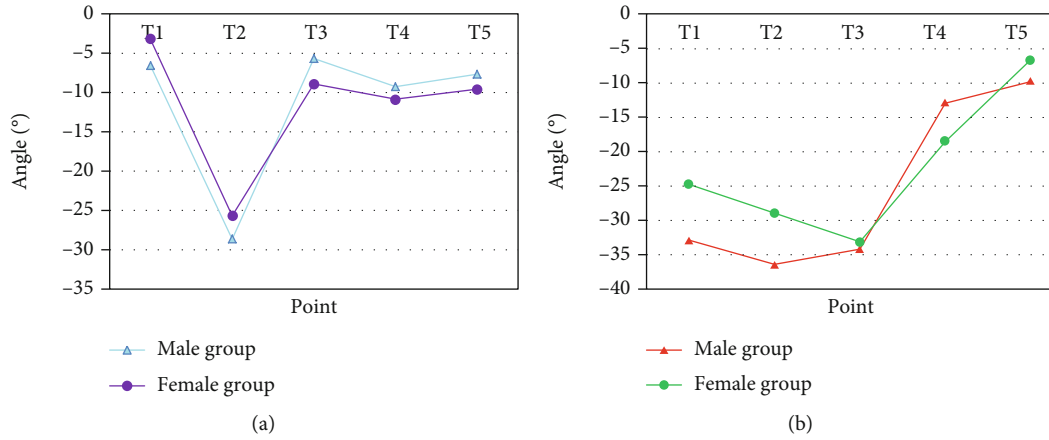 0
−5
−10
−15
−20
−25
−30
−35
Angle (°)
T1 T2 T3 T4 T5
Point
Male group
Female group
(a)
0
−5
−10
−15
−20
−25
−30
−35
−40
Angle (°)
T1 T2 T3 T4 T5
Point
Male group
Female group
(b)